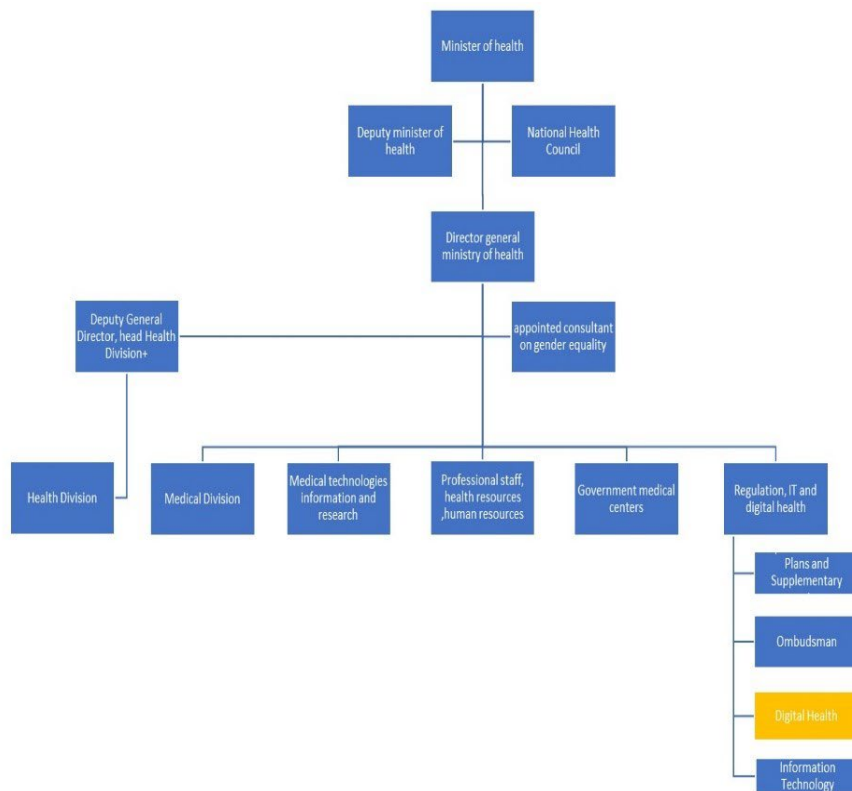 Minister of health
Deputy minister of
health
National Health
Council
Director general
ministry of health
Deputy General
Director, head Health
Division+
appointed consultant
on gender equality
Health Division
Medical Division
Medical technologies
information and
research
Professional staff,
health resources
,human resources
Government medical
centers
Regulation, IT and
digital health
Plans and
Supplementary
Ombudsman
Digital Health
Information
Technology